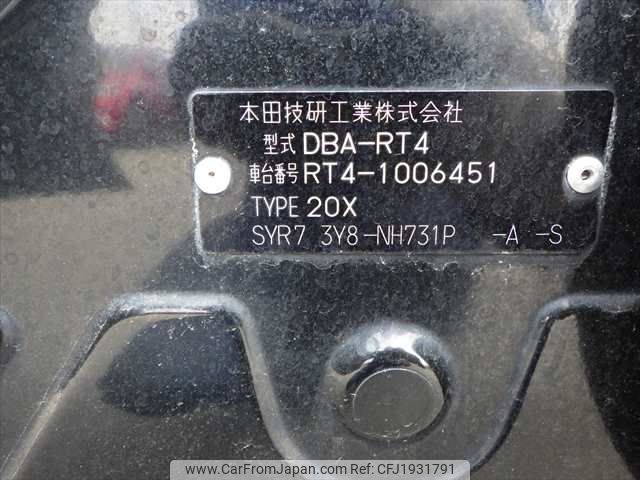 本田技研工業株式会社
型式 DBA-RT4
車台番号 RT4-1006451
TYPE 20X
SYR7 3Y8-NH731P -A -S
www.CarFromJapan.com - CFJ1931791